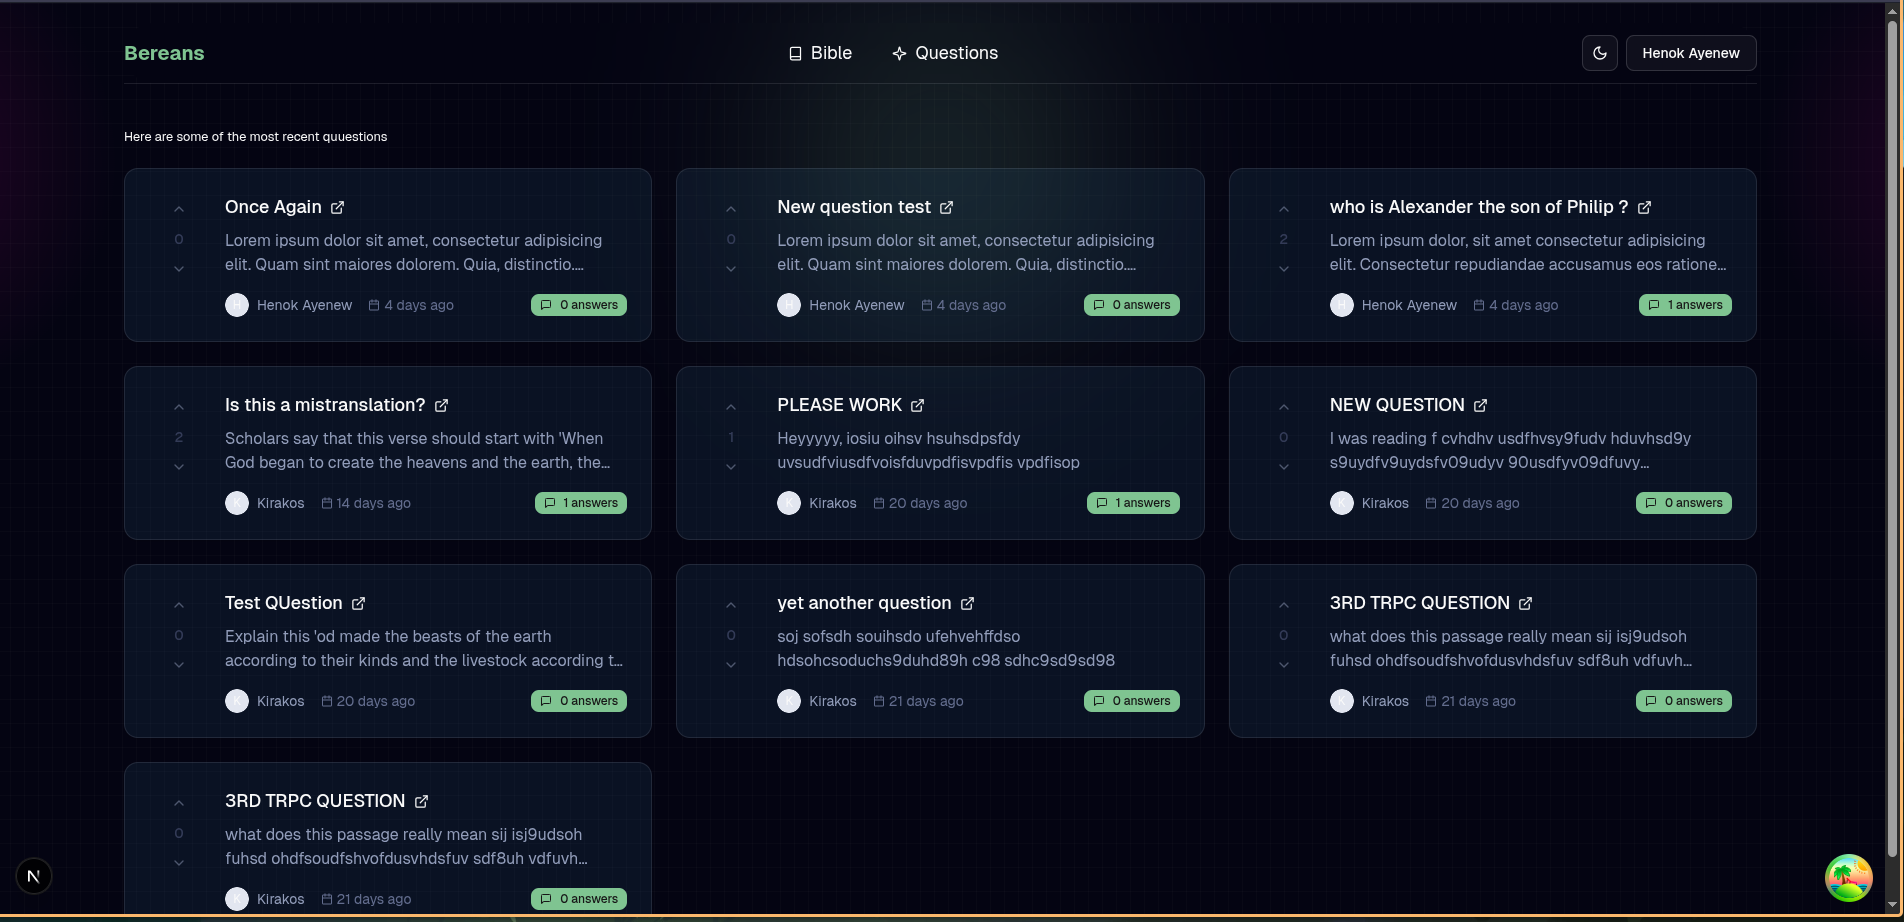 Bereans
Bible
Questions
Henok Ayenew
Here are some of the most recent quuestions
Once Again
0
Lorem ipsum dolor sit amet, consectetur adipisicing
elit. Quam sint maiores dolorem. Quia, distinctio....
H Henok Ayenew 4 days ago 0 answers
New question test
0
Lorem ipsum dolor sit amet, consectetur adipisicing
elit. Quam sint maiores dolorem. Quia, distinctio....
H Henok Ayenew 4 days ago 0 answers
who is Alexander the son of Philip ?
2
Lorem ipsum dolor, sit amet consectetur adipisicing
elit. Consectetur repudiandae accusamus eos ratione...
H Henok Ayenew 4 days ago 1 answers
Is this a mistranslation?
2
Scholars say that this verse should start with 'When
God began to create the heavens and the earth, the...
K Kirakos 14 days ago 1 answers
PLEASE WORK
1
Heyyyyy, iosiu oihsv hsuhsdpsfdy
uvsudfviusdfvoisfduvpdfisvpdfis vpdfisop
K Kirakos 20 days ago 1 answers
NEW QUESTION
0
I was reading f cvhdhv usdfhvsy9fudv hduvhsd9y
s9uydfv9uydsfv09udyv 90usdfyv09dfuvy...
K Kirakos 20 days ago 0 answers
Test QUestion
0
Explain this 'od made the beasts of the earth
according to their kinds and the livestock according t...
K Kirakos 20 days ago 0 answers
yet another question
0
soj sofsdh souihsdo ufehvehffdso
hdsohcsoduchs9duhd89h c98 sdhc9sd9sd98
K Kirakos 21 days ago 0 answers
3RD TRPC QUESTION
0
what does this passage really mean sij isj9udsoh
fuhsd ohdfsoudfshvofdusvhdsfuv sdf8uh vdfuvh...
K Kirakos 21 days ago 0 answers
3RD TRPC QUESTION
0
what does this passage really mean sij isj9udsoh
fuhsd ohdfsoudfshvofdusvhdsfuv sdf8uh vdfuvh...
K Kirakos 21 days ago 0 answers
N